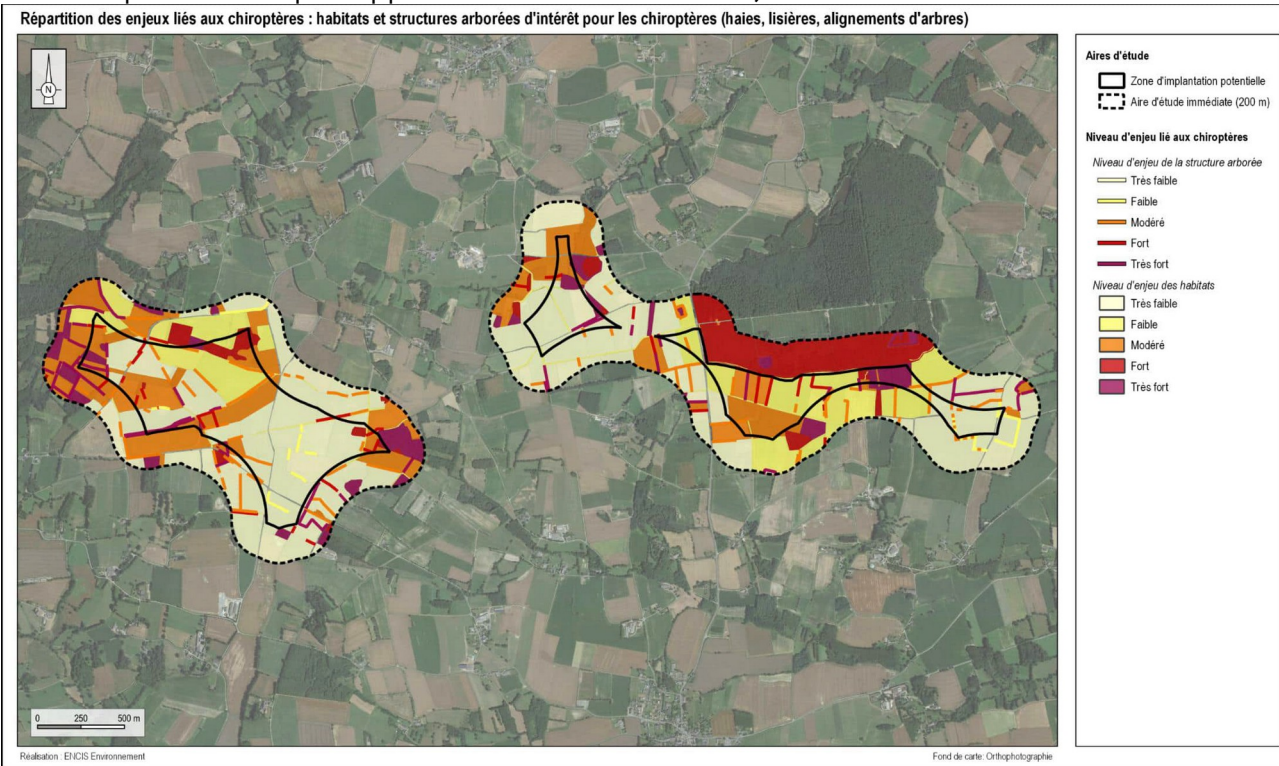 Répartition des enjeux liés aux chiroptères : habitats et structures arborées d'intérêt pour les chiroptères (haies, lisières, alignements d'arbres)
N
Aires d'étude
Zone d'implantation potentielle
Aire d'étude immédiate (200 m)
Niveau d'enjeu lié aux chiroptères
Niveau d'enjeu de la structure arborée
Très faible
Faible
Modéré
Fort
Très fort
Niveau d'enjeu des habitats
Très faible
Faible
Modéré
Fort
Très fort
0 250 500 m
Réalisation : ENCIS Environnement
Fond de carte: Orthophotographie